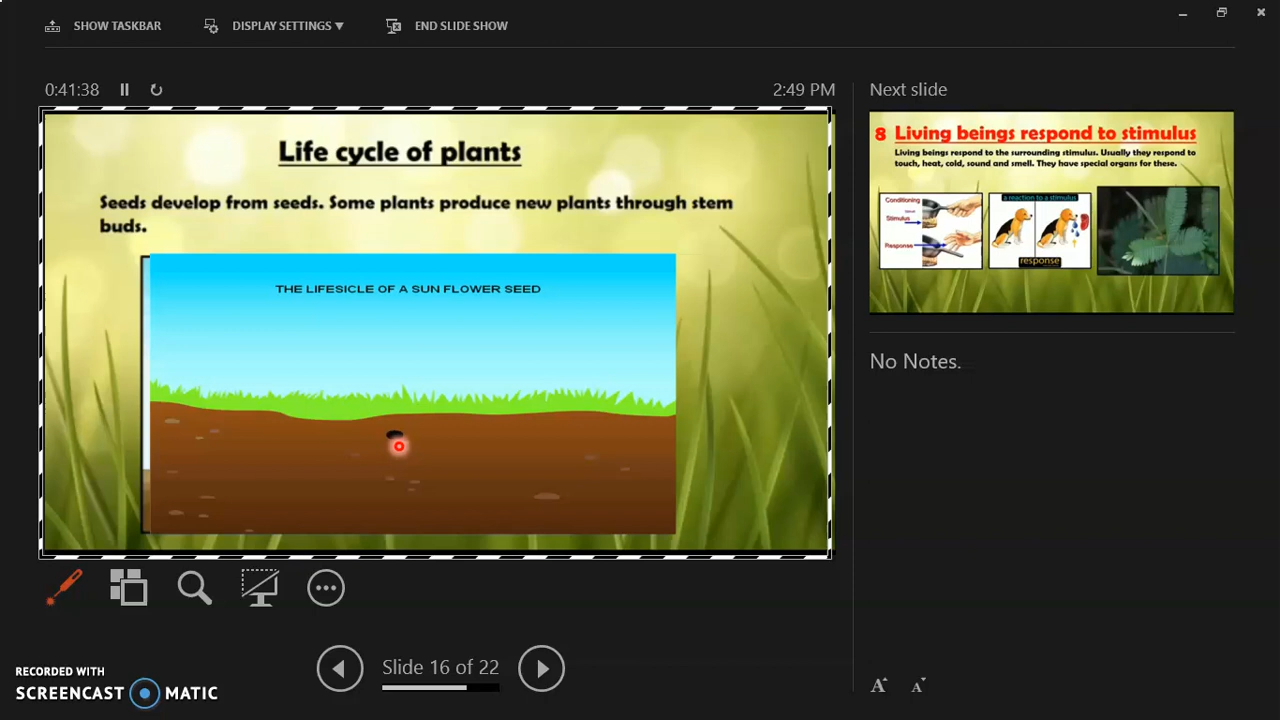 SHOW TASKBAR
DISPLAY SETTINGS ▼
END SLIDE SHOW
0:41:38
2:49 PM
Life cycle of plants
Seeds develop from seeds. Some plants produce new plants through stem
buds.
THE LIFESICLE OF A SUN FLOWER SEED
Next slide
8 Living beings respond to stimulus
Living beings respond to the surrounding stimulus. Usually they respond to
touch, heat, cold, sound and smell. They have special organs for these.
Conditioning
Stimulus
Response
a reaction to a stimulus
response
No Notes.
Slide 16 of 22
A A
RECORDED WITH
SCREENCAST MATIC